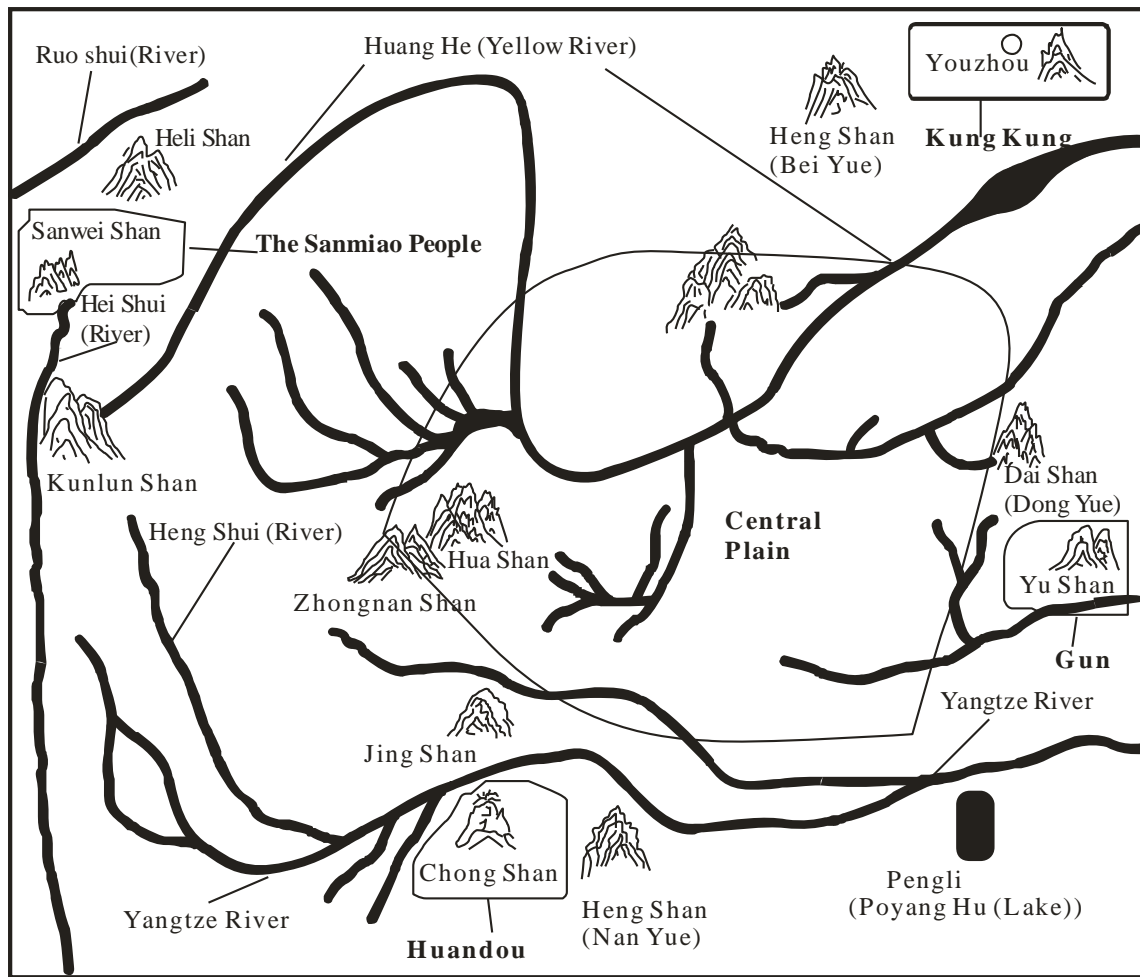 Ruo shui(River)
Huang He (Yellow River)
Youzhou
Heli Shan
Heng Shan
(Bei Yue)
Kung Kung
Sanwei Shan
The Sanmiao People
Hei Shui
(River)
Kunlun Shan
Dai Shan
(Dong Yue)
Heng Shui (River)
Hua Shan
Central
Plain
Zhongnan Shan
Yu Shan
Gun
Yangtze River
Jing Shan
Chong Shan
Pengli
(Poyang Hu (Lake))
Yangtze River
Heng Shan
(Nan Yue)
Huandou